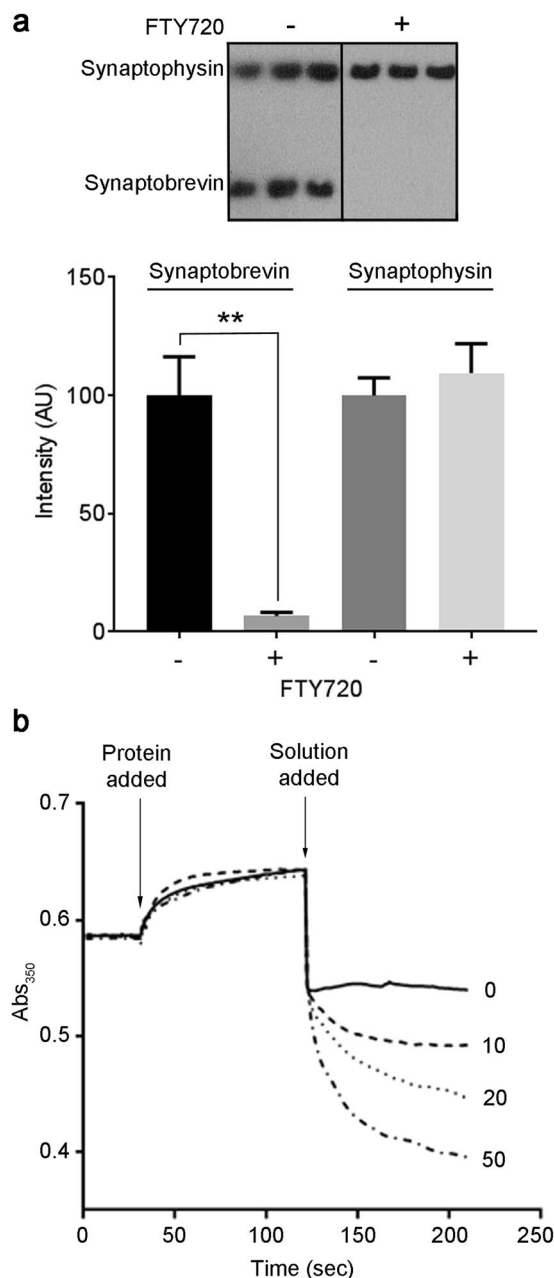 a
FTY720 - +
Synaptophysin
Synaptobrevin
Synaptobrevin Synaptophysin
**
150
100
50
0
Intensity (AU)
- + - +
FTY720
b
Protein added
Solution added
0.7
0.6
0.5
0.4
Abs350
0
10
20
50
0 50 100 150 200 250
Time (sec)